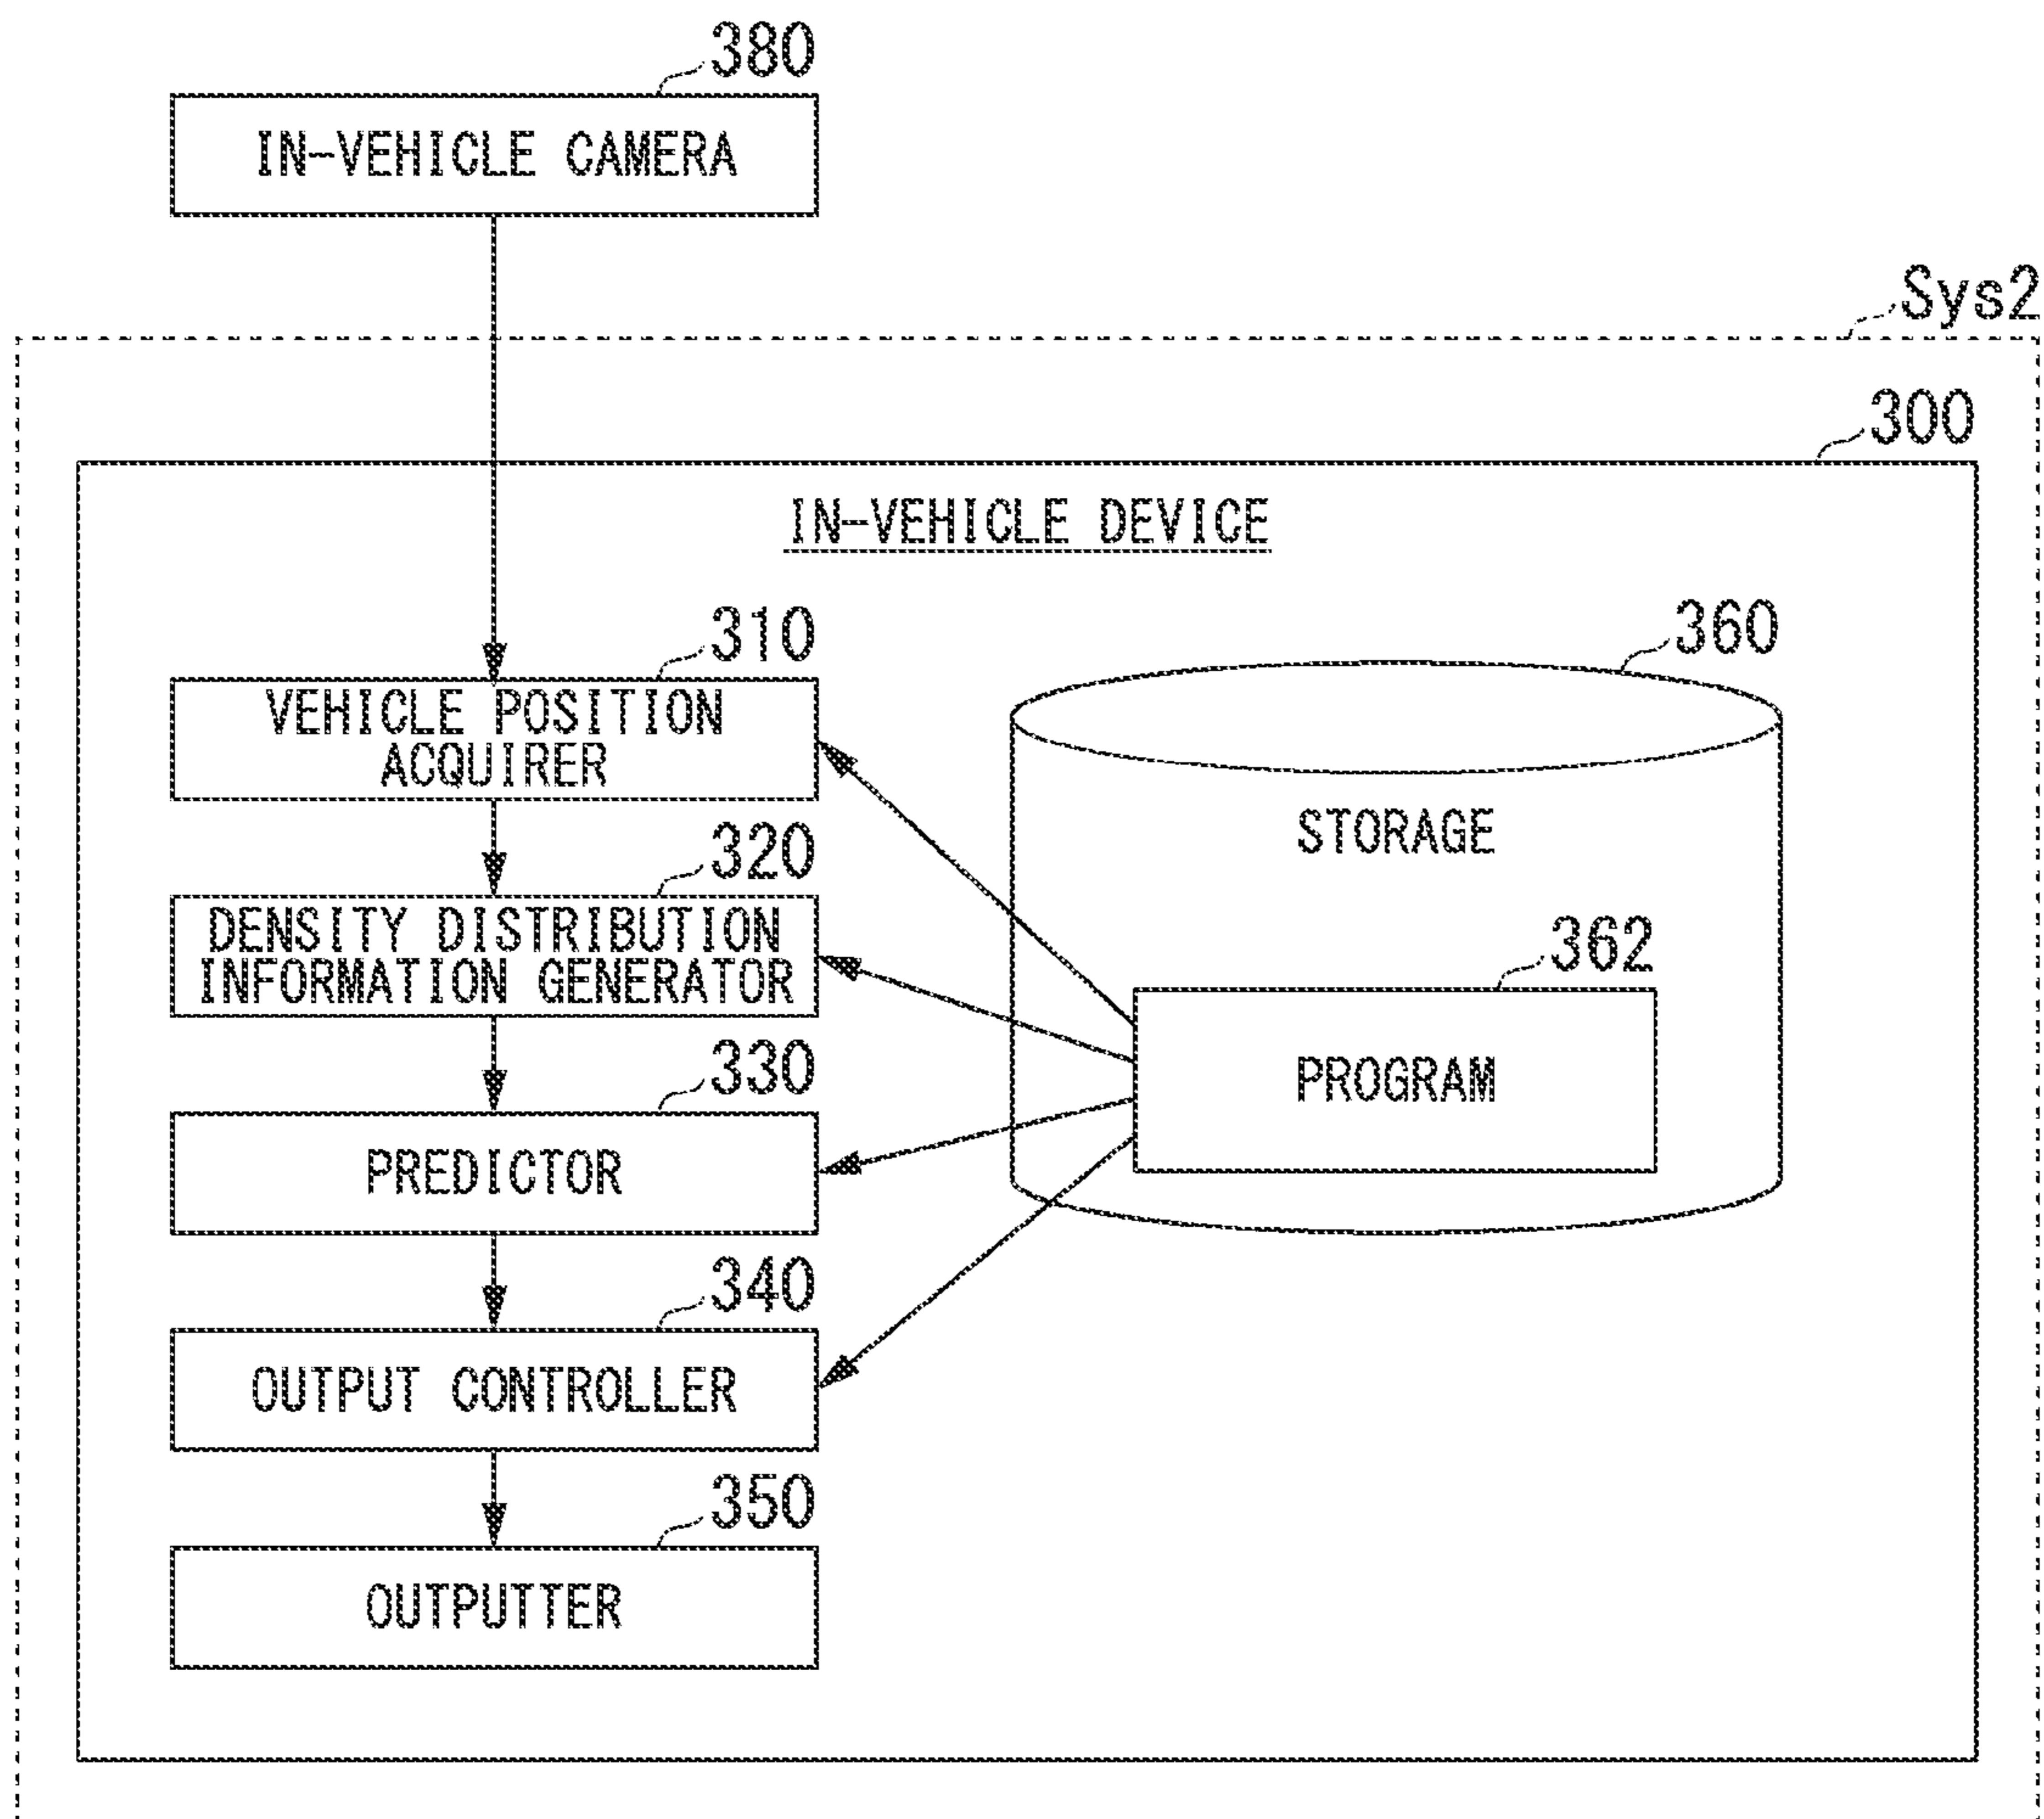 380
IN-VEHICLE CAMERA
Sys2
300
IN-VEHICLE DEVICE
310
VEHICLE POSITION
ACQUIRER
360
STORAGE
320
DENSITY DISTRIBUTION
INFORMATION GENERATOR
362
PROGRAM
330
PREDICTOR
340
OUTPUT CONTROLLER
350
OUTPUTTER